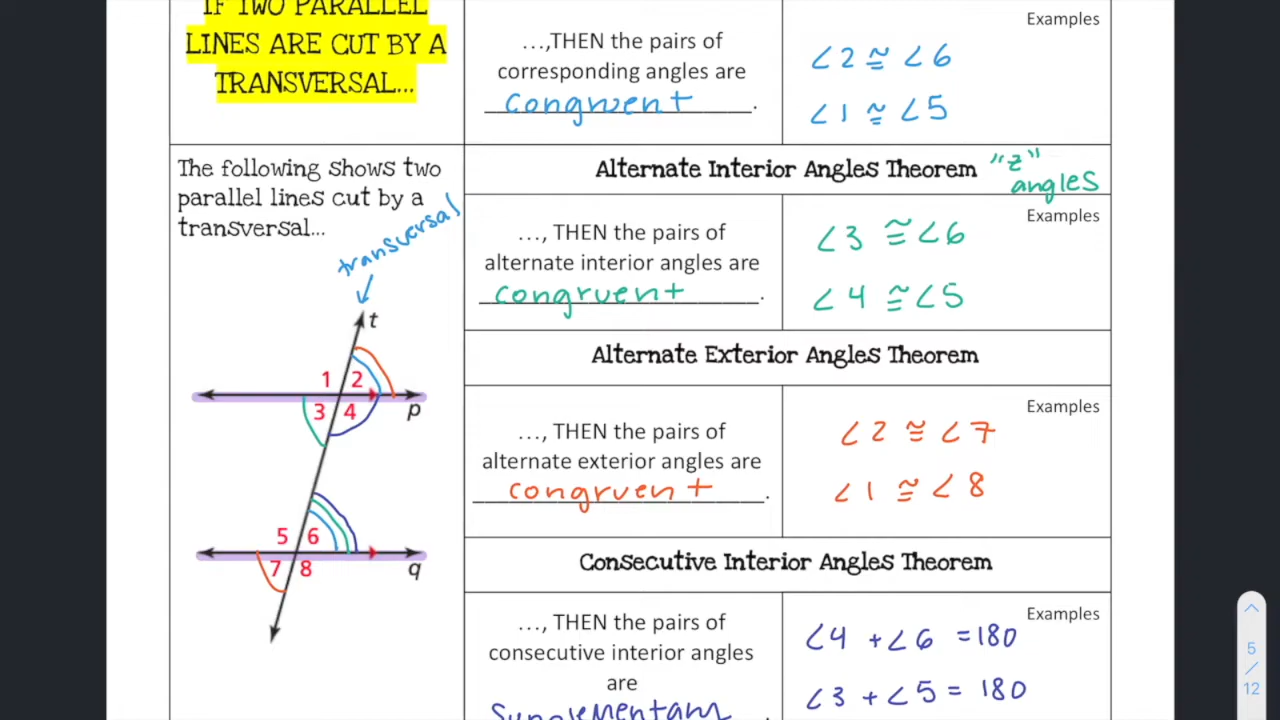 IF TWO PARALLEL
LINES ARE CUT BY A
TRANSVERSAL...
...,THEN the pairs of
corresponding angles are
congruent.
Examples
∠2 ≅ ∠6
∠1 ≅ ∠5
The following shows two
parallel lines cut by a
transversal...
transversal
t
1 2
3 4
p
5 6
7 8
q
Alternate Interior Angles Theorem "z"
angles
..., THEN the pairs of
alternate interior angles are
congruent.
Examples
∠3 ≅ ∠6
∠4 ≅ ∠5
Alternate Exterior Angles Theorem
..., THEN the pairs of
alternate exterior angles are
congruent.
Examples
∠2 ≅ ∠7
∠1 ≅ ∠8
Consecutive Interior Angles Theorem
..., THEN the pairs of
consecutive interior angles
are
Supplementary.
Examples
∠4 + ∠6 = 180
∠3 + ∠5 = 180
5
/
12